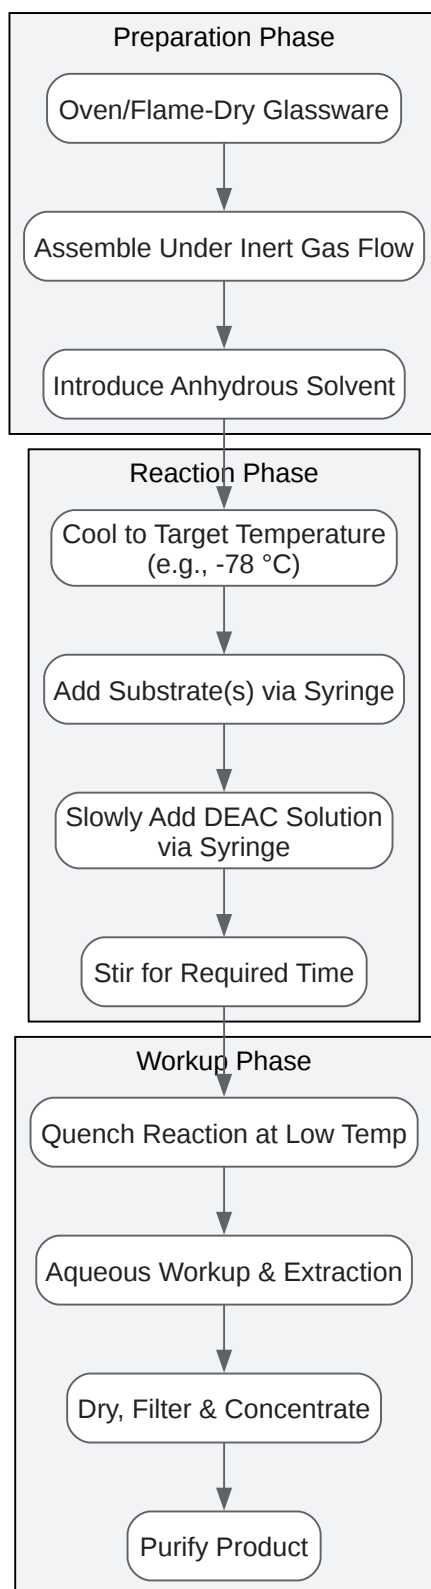 Preparation Phase
Oven/Flame-Dry Glassware
Assemble Under Inert Gas Flow
Introduce Anhydrous Solvent
Reaction Phase
Cool to Target Temperature
(e.g., -78 °C)
Add Substrate(s) via Syringe
Slowly Add DEAC Solution
via Syringe
Stir for Required Time
Workup Phase
Quench Reaction at Low Temp
Aqueous Workup & Extraction
Dry, Filter & Concentrate
Purify Product